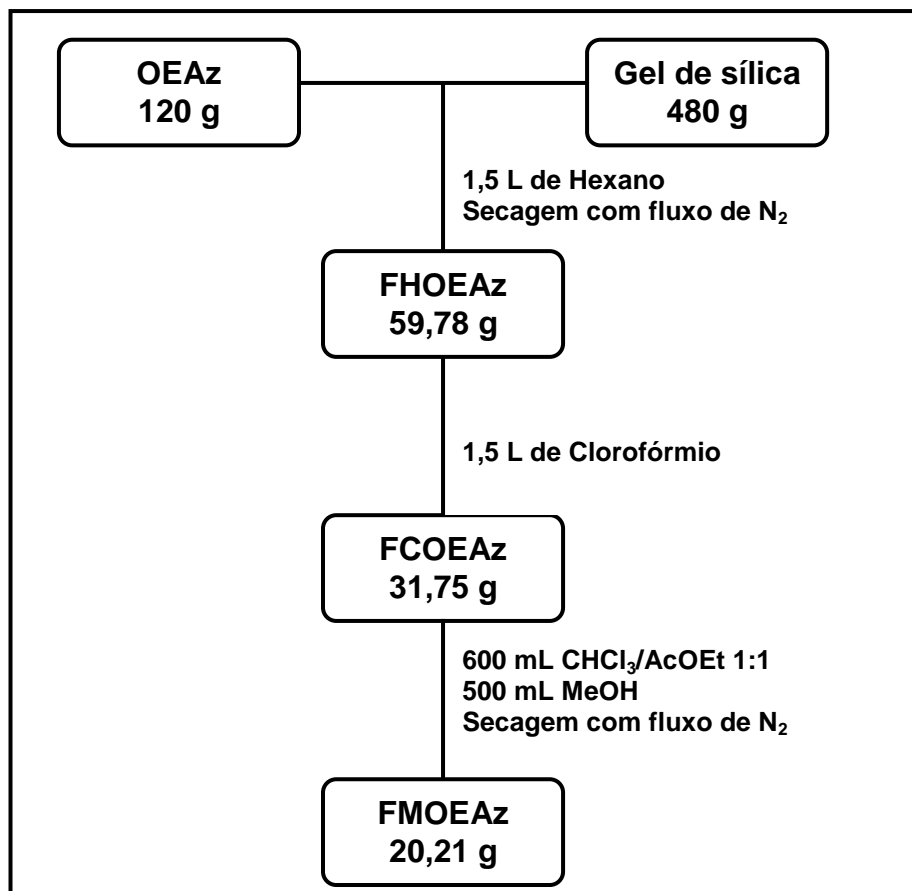 OEAz
120 g
Gel de sílica
480 g
1,5 L de Hexano
Secagem com fluxo de N₂
FHOEAz
59,78 g
1,5 L de Clorofórmio
FCOEAz
31,75 g
600 mL CHCl₃/AcOEt 1:1
500 mL MeOH
Secagem com fluxo de N₂
FMOEAz
20,21 g